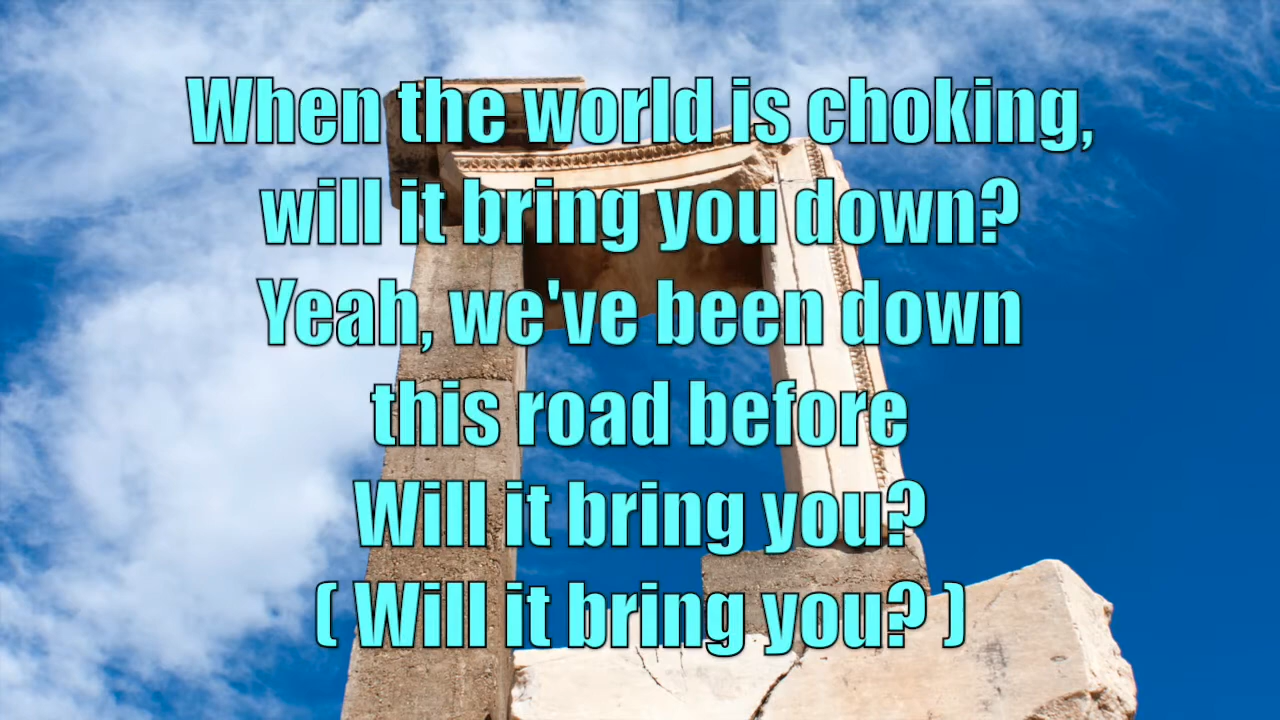 When the world is choking,
will it bring you down?
Yeah, we've been down
this road before
Will it bring you?
( Will it bring you? )